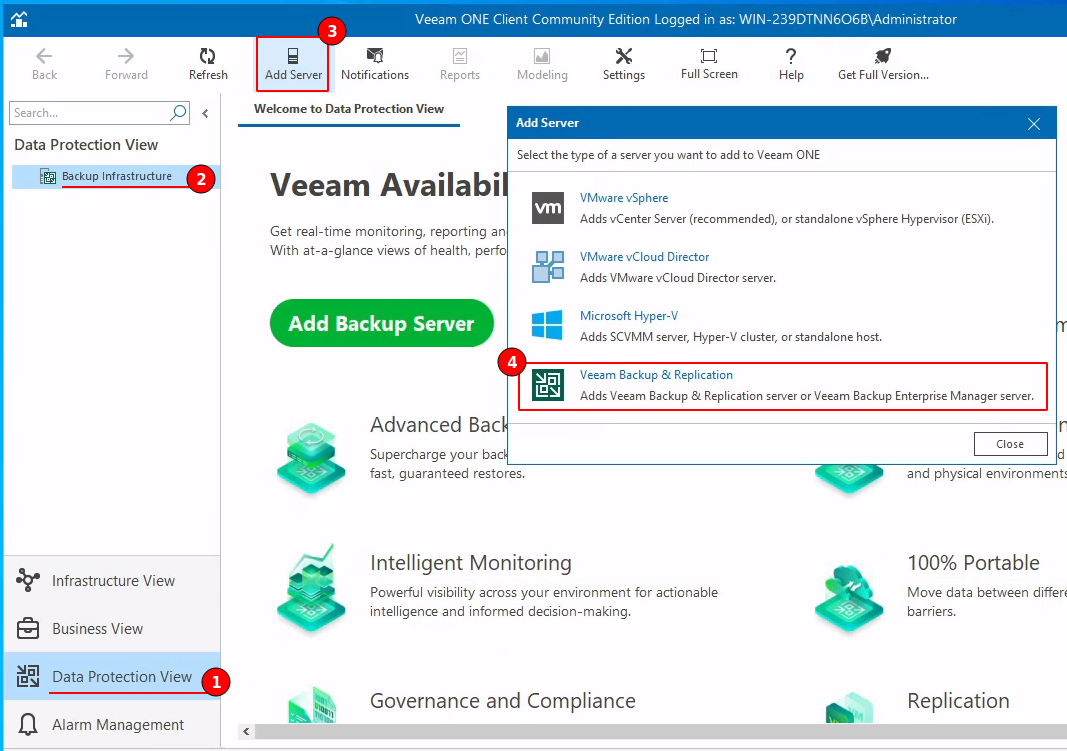 Veeam ONE Client Community Edition Logged in as: WIN-239DTNN6O6B\Administrator
3
Back
Forward
Refresh
Add Server
Notifications
Reports
Modeling
Settings
Full Screen
Help
Get Full Version...
Search...
Data Protection View
Backup Infrastructure
2
Welcome to Data Protection View
Veeam Availabil
Get real-time monitoring, reporting an
With at-a-glance views of health, perfo
Add Backup Server
Add Server
Select the type of a server you want to add to Veeam ONE
vm
VMware vSphere
Adds vCenter Server (recommended), or standalone vSphere Hypervisor (ESXi).
VMware vCloud Director
Adds VMware vCloud Director server.
Microsoft Hyper-V
Adds SCVMM server, Hyper-V cluster, or standalone host.
4
Veeam Backup & Replication
Adds Veeam Backup & Replication server or Veeam Backup Enterprise Manager server.
Close
Advanced Back
Supercharge your back
fast, guaranteed restores.
and physical environments
Intelligent Monitoring
Powerful visibility across your environment for actionable
intelligence and informed decision-making.
100% Portable
Move data between differe
barriers.
Governance and Compliance
Replication
Infrastructure View
Business View
Data Protection View
1
Alarm Management